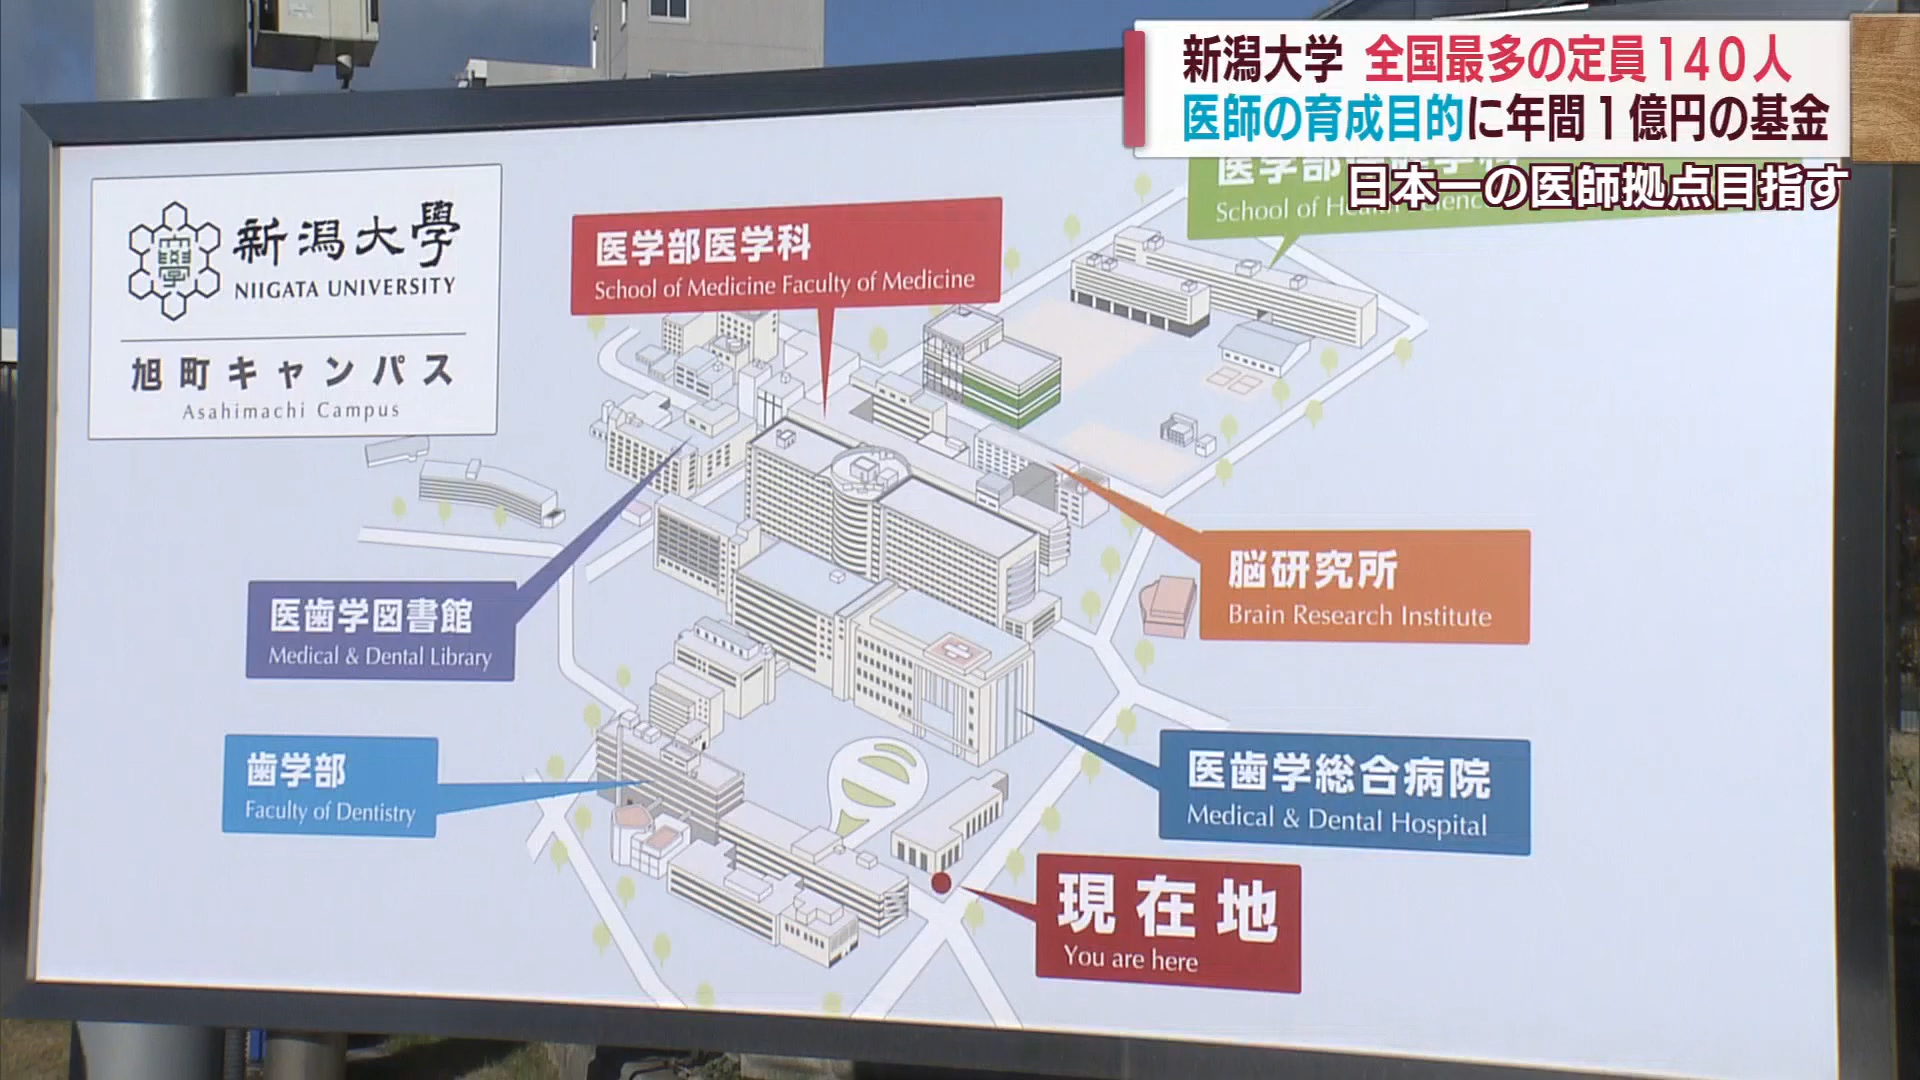 新潟大学 全国最多の定員140人
医師の育成目的に年間1億円の基金
日本一の医師拠点目指す
新潟大學
NIIGATA UNIVERSITY
旭町キャンパス
Asahimachi Campus
医学部医学科
School of Medicine Faculty of Medicine
医学部
School of
医歯学図書館
Medical & Dental Library
脳研究所
Brain Research Institute
歯学部
Faculty of Dentistry
医歯学総合病院
Medical & Dental Hospital
現在地
You are here